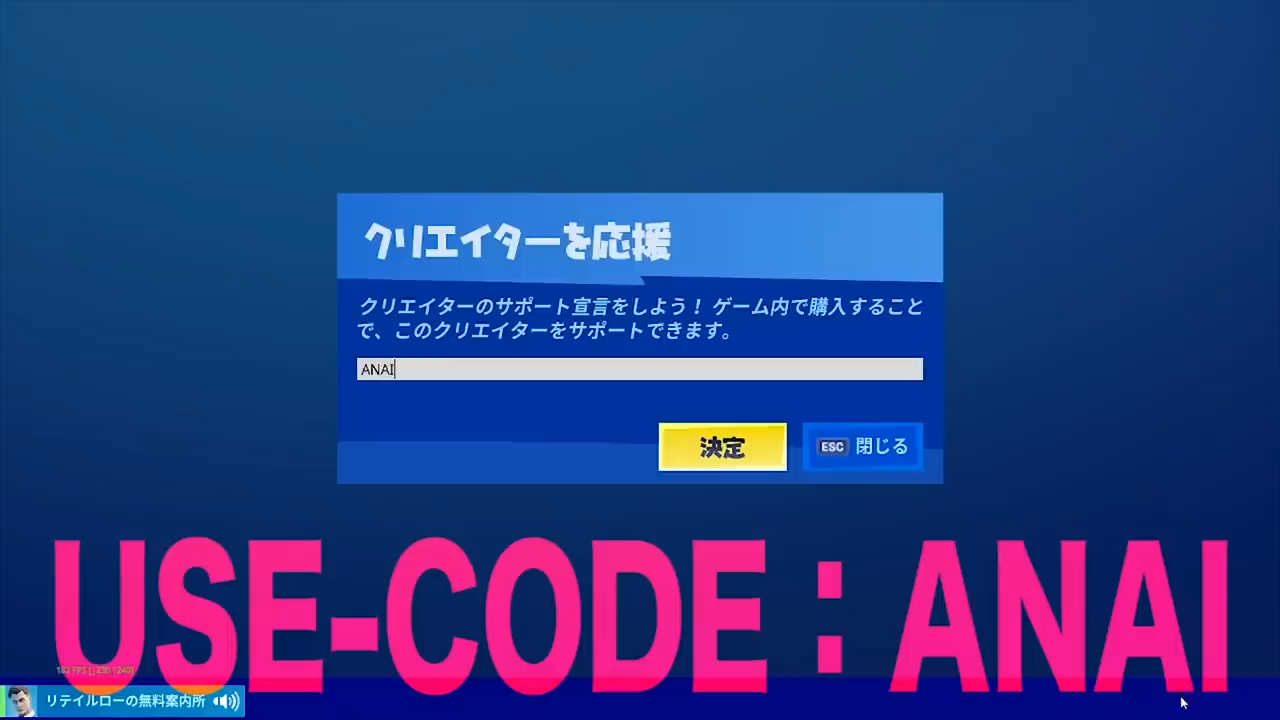 クリエイターを応援
クリエイターのサポート宣言をしよう！ ゲーム内で購入すること
で、このクリエイターをサポートできます。
ANAI
決定
ESC 閉じる
USE-CODE : ANAI
リテイルローの無料案内所